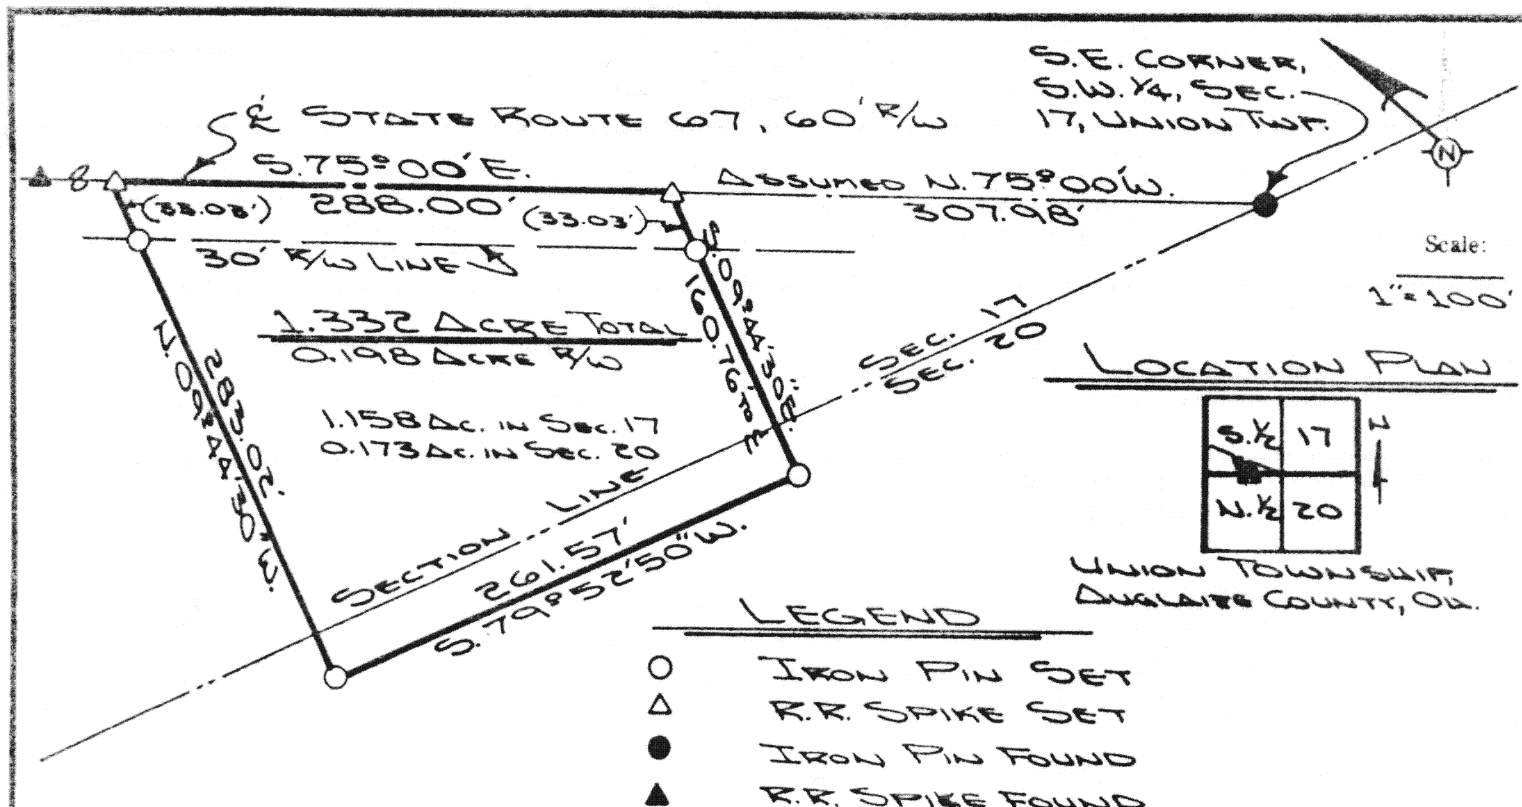 S.E. CORNER,
S.W. ¼, SEC.
17, UNION TWP.
℄ STATE ROUTE 67, 60' R/W
N
S.75°00'E.
288.00'
ASSUMED N.75°00'W.
307.98'
(33.03')
(33.03')
30' R/W LINE
S.09°44'30"E.
160.76'
Scale:
1"=100'
1.332 ACRE TOTAL
0.198 ACRE R/W
1.158 AC. IN SEC. 17
0.173 AC. IN SEC. 20
283.02'
N.09°44'30"W.
SEC. 17
SEC. 20
SECTION LINE
261.57'
S.79°52'50"W.
LOCATION PLAN
S.½ 17
N
N.½ 20
UNION TOWNSHIP,
AUGLAIZE COUNTY, OH.
LEGEND
IRON PIN SET
R.R. SPIKE SET
IRON PIN FOUND
R.R. SPIKE FOUND